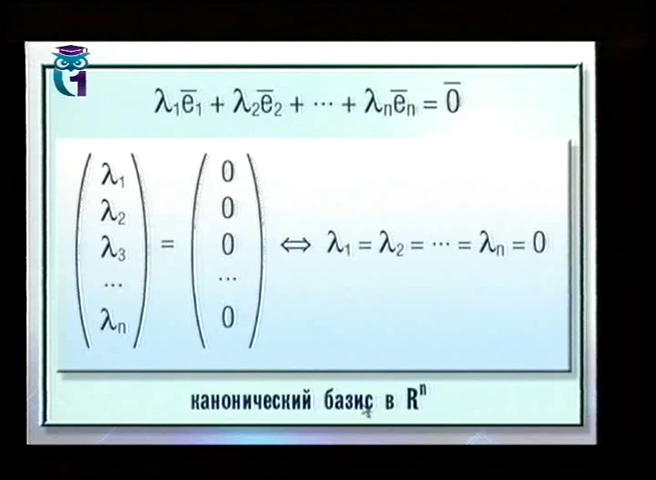 1
λ₁e̅₁ + λ₂e̅₂ + ··· + λₙe̅ₙ = 0̅
λ₁ 0
λ₂ 0
λ₃ = 0 ⇔ λ₁ = λ₂ = ··· = λₙ = 0
... ...
λₙ 0
канонический базис в Rⁿ